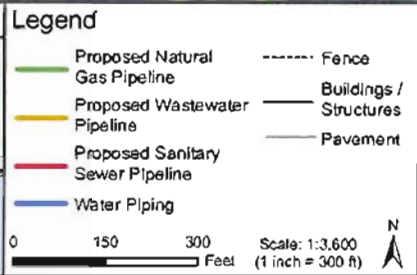 Legend
Proposed Natural
Gas Pipeline
Proposed Wastewater
Pipeline
Proposed Sanitary
Sewer Pipeline
Water Piping
Fence
Buildings /
Structures
Pavement
0 150 300
Feet
Scale: 1:3,600
(1 inch = 300 ft)
N